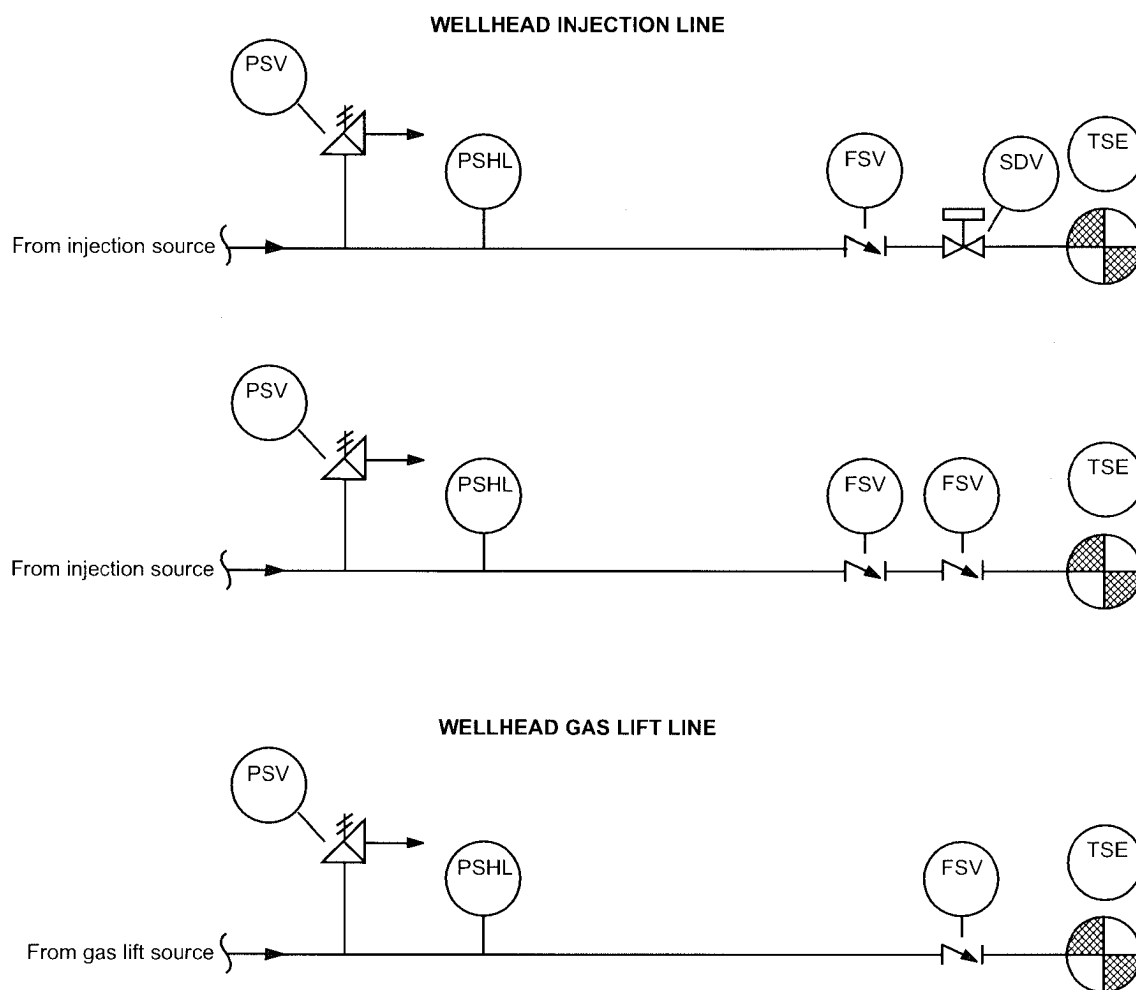 WELLHEAD INJECTION LINE
PSV
PSHL
FSV
SDV
TSE
From injection source
PSV
PSHL
FSV
FSV
TSE
From injection source
WELLHEAD GAS LIFT LINE
PSV
PSHL
FSV
TSE
From gas lift source